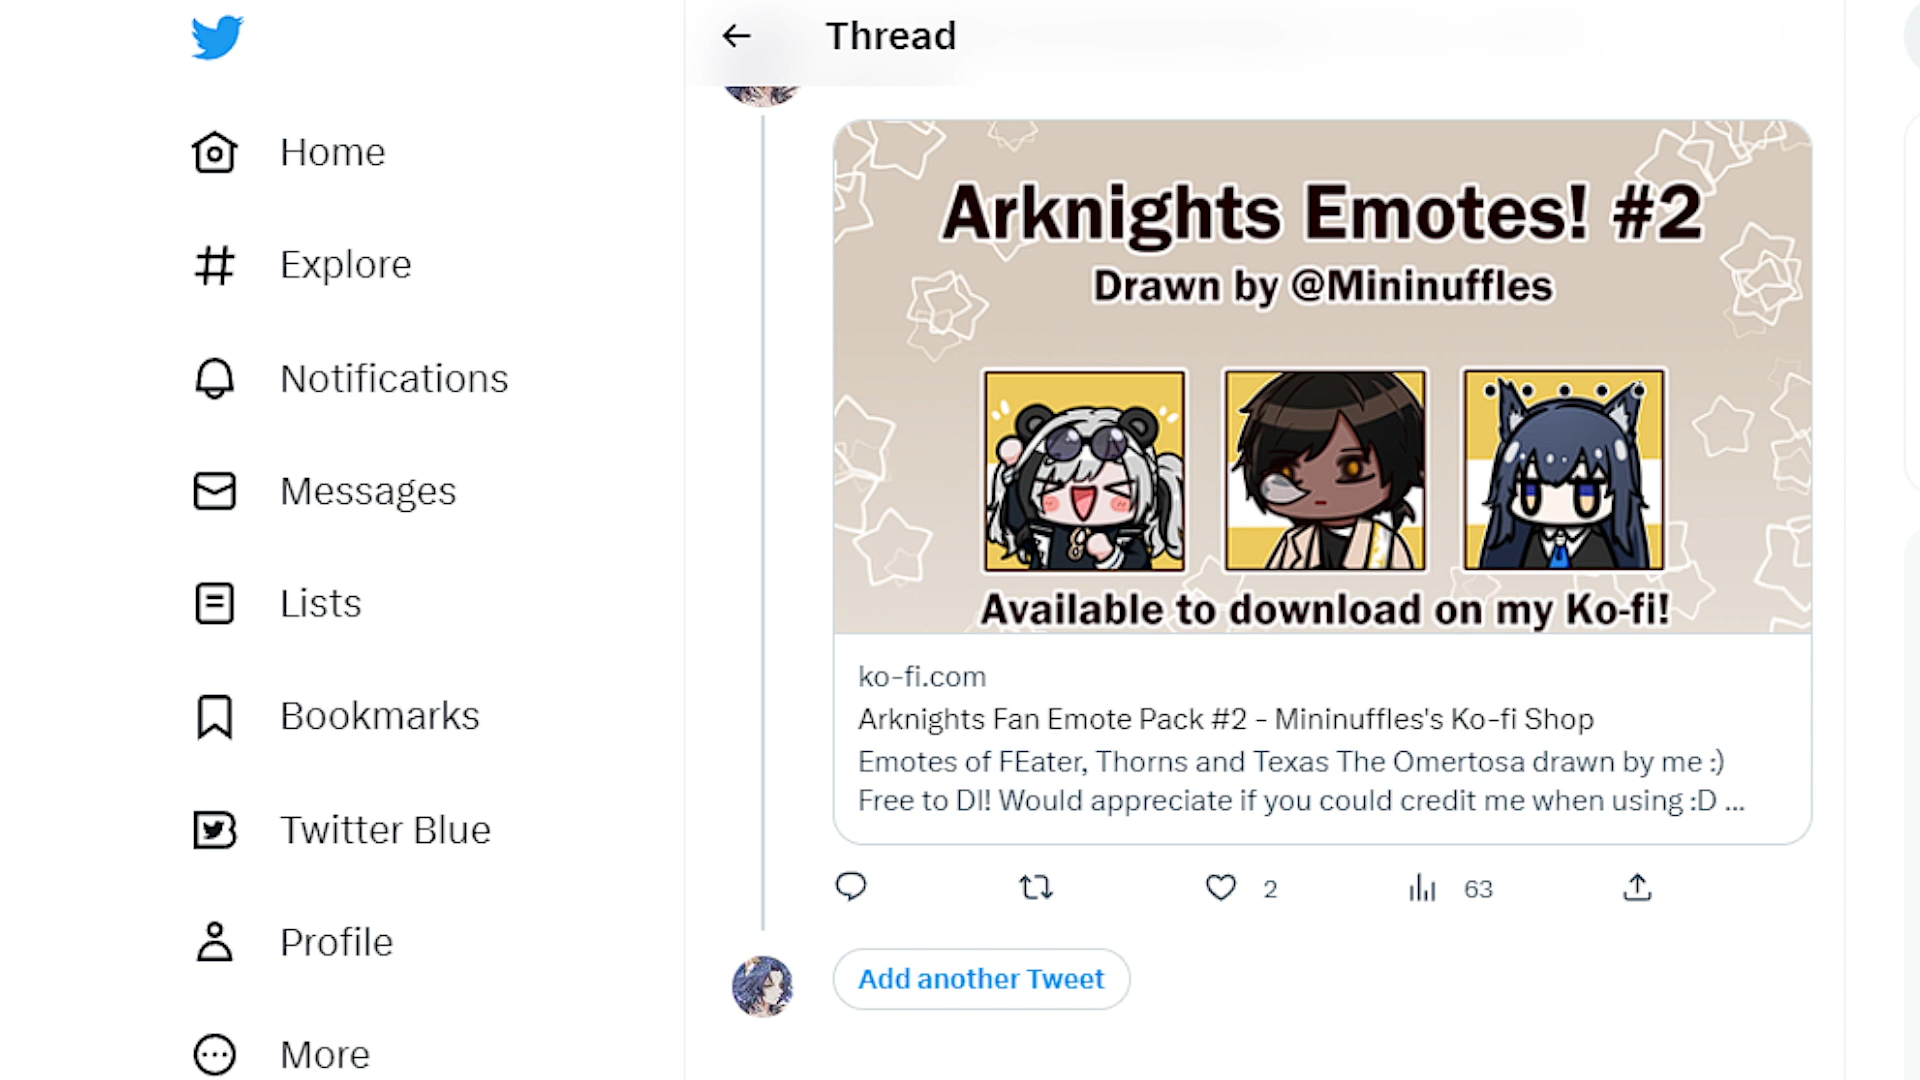 Thread
Home
Explore
Notifications
Messages
Lists
Bookmarks
Twitter Blue
Profile
More
Arknights Emotes! #2
Drawn by @Mininuffles
Available to download on my Ko-fi!
ko-fi.com
Arknights Fan Emote Pack #2 - Mininuffles's Ko-fi Shop
Emotes of FEater, Thorns and Texas The Omertosa drawn by me :)
Free to Dl! Would appreciate if you could credit me when using :D ...
2
63
Add another Tweet